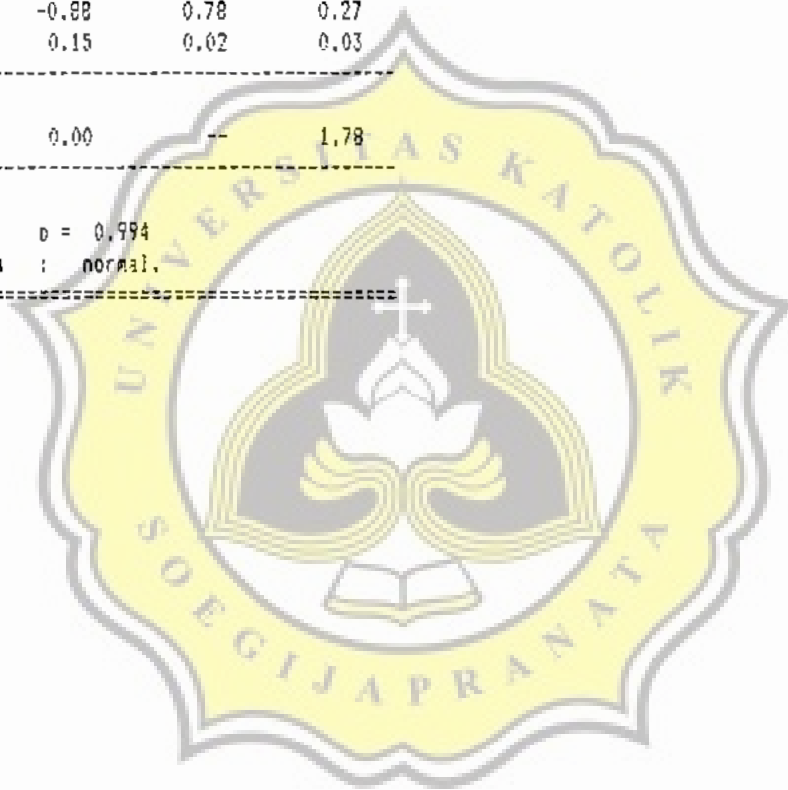 -0.88 0.78 0.27
0.15 0.02 0.03
0.00 -- 1.78
p = 0.994
: normal.
UNIVERSITAS KATOLIK
SOEGIJAPRANATA